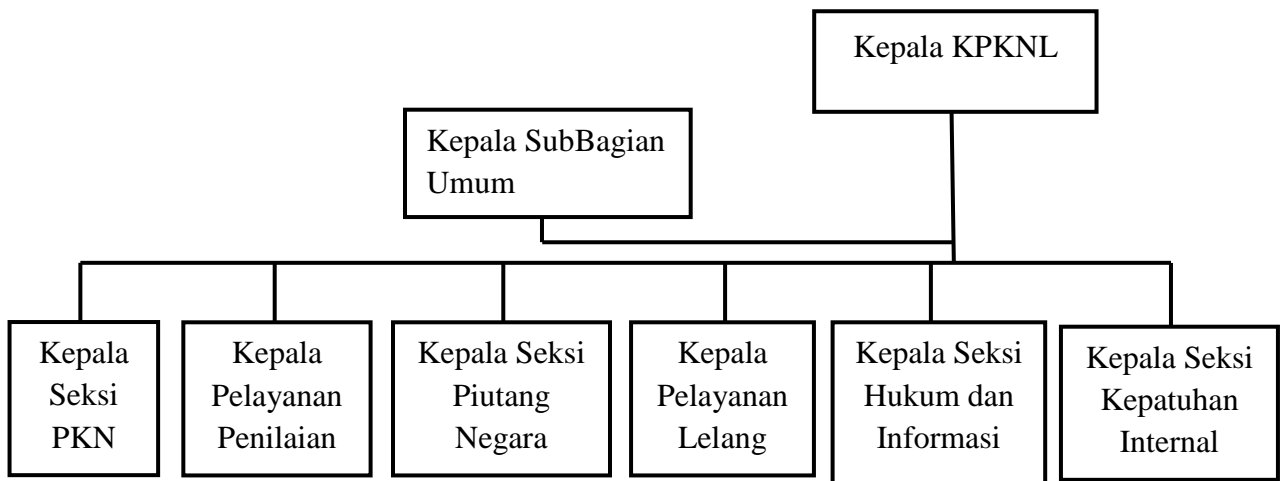 Kepala KPKNL
Kepala SubBagian
Umum
Kepala
Seksi
PKN
Kepala
Pelayanan
Penilaian
Kepala Seksi
Piutang
Negara
Kepala
Pelayanan
Lelang
Kepala Seksi
Hukum dan
Informasi
Kepala Seksi
Kepatuhan
Internal